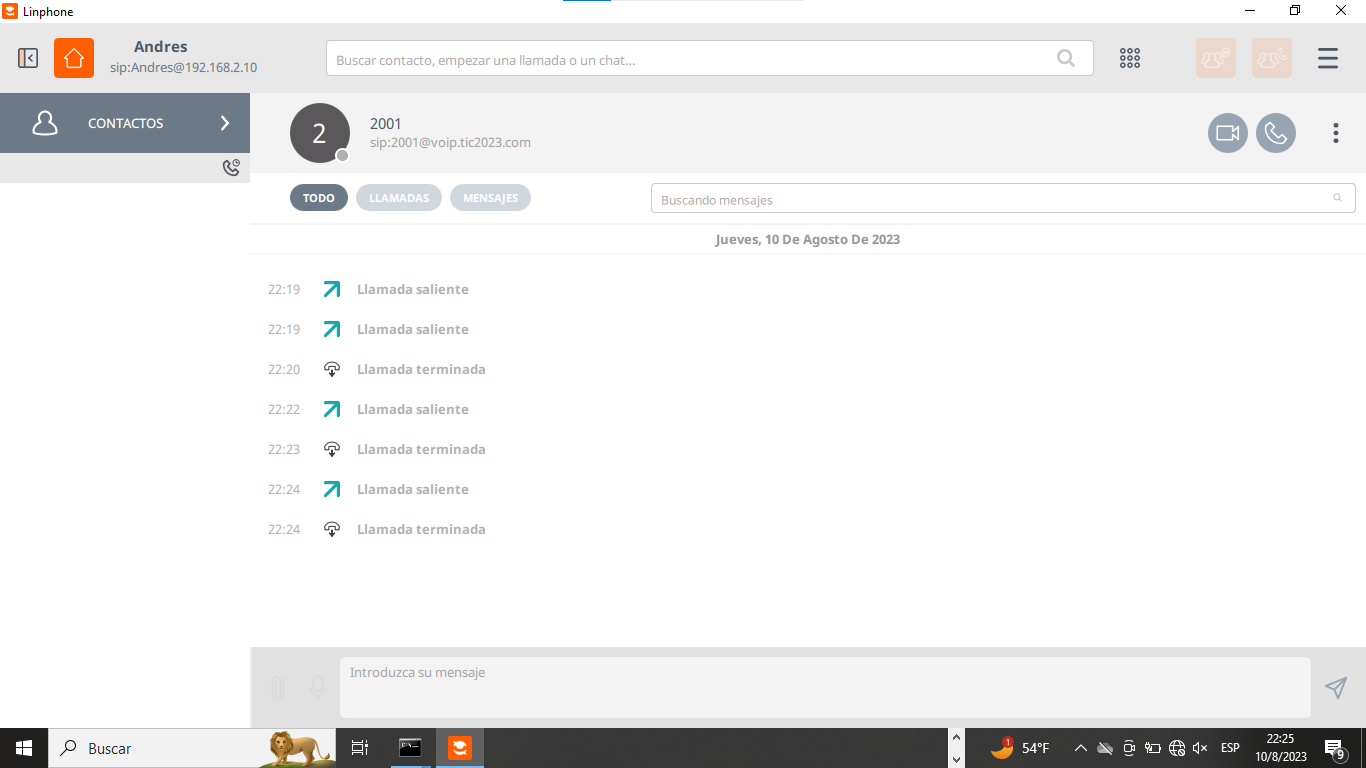 Linphone
Andres
sip:Andres@192.168.2.10
Buscar contacto, empezar una llamada o un chat...
CONTACTOS
2
2001
sip:2001@voip.tic2023.com
TODO
LLAMADAS
MENSAJES
Buscando mensajes
Jueves, 10 De Agosto De 2023
22:19 Llamada saliente
22:19 Llamada saliente
22:20 Llamada terminada
22:22 Llamada saliente
22:23 Llamada terminada
22:24 Llamada saliente
22:24 Llamada terminada
Introduzca su mensaje
Buscar
1
54°F
ESP
22:25
10/8/2023
9